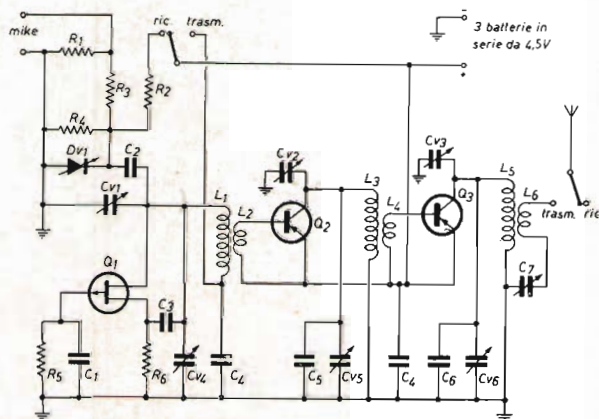 mike
R1
R3
R4
R2
ric.
trasm.
-
3 batterie in
serie da 4,5V
+
Dv1
C2
Cv1
L1
L2
Cv2
Q2
L3
L4
Cv3
Q3
L5
L6
trasm.
ric
Q1
C3
C7
R5
C1
R6
Cv4
C4
C5
Cv5
C4
C6
Cv6